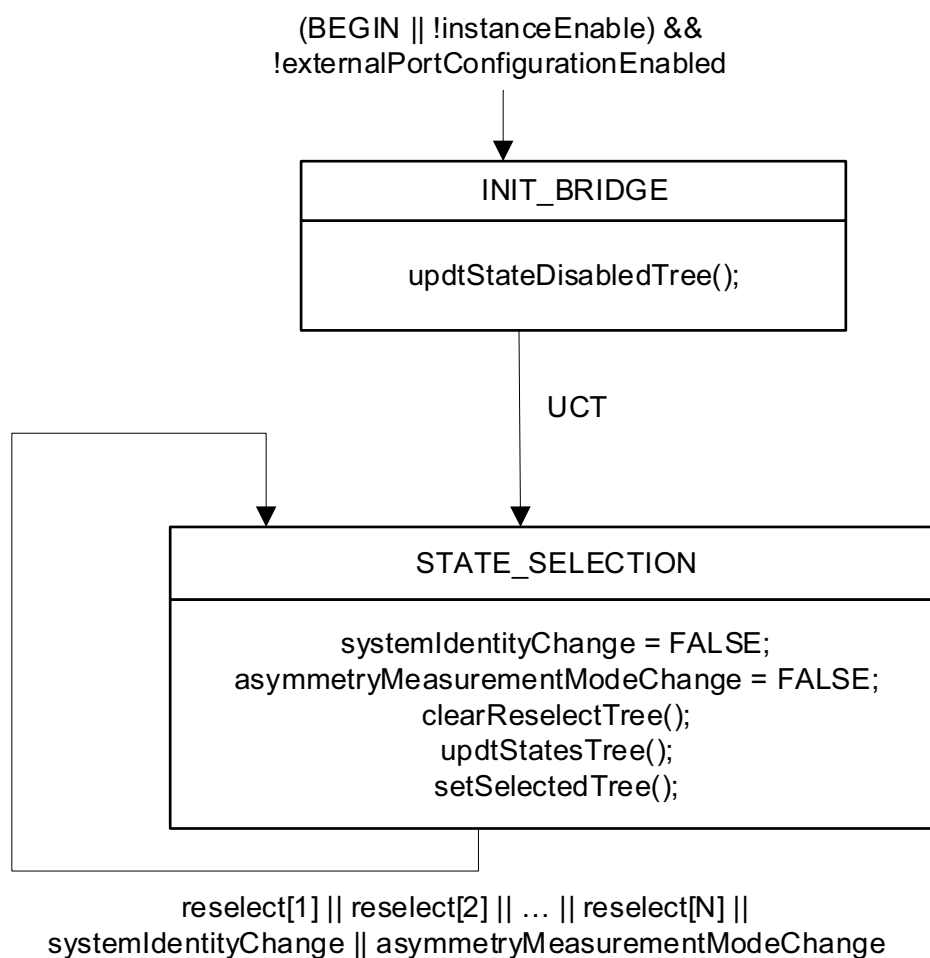 (BEGIN || !instanceEnable) &&
!externalPortConfigurationEnabled
INIT_BRIDGE
updtStateDisabledTree();
UCT
STATE_SELECTION
systemIdentityChange = FALSE;
asymmetryMeasurementModeChange = FALSE;
clearReselectTree();
updtStatesTree();
setSelectedTree();
reselect[1] || reselect[2] || … || reselect[N] ||
systemIdentityChange || asymmetryMeasurementModeChange